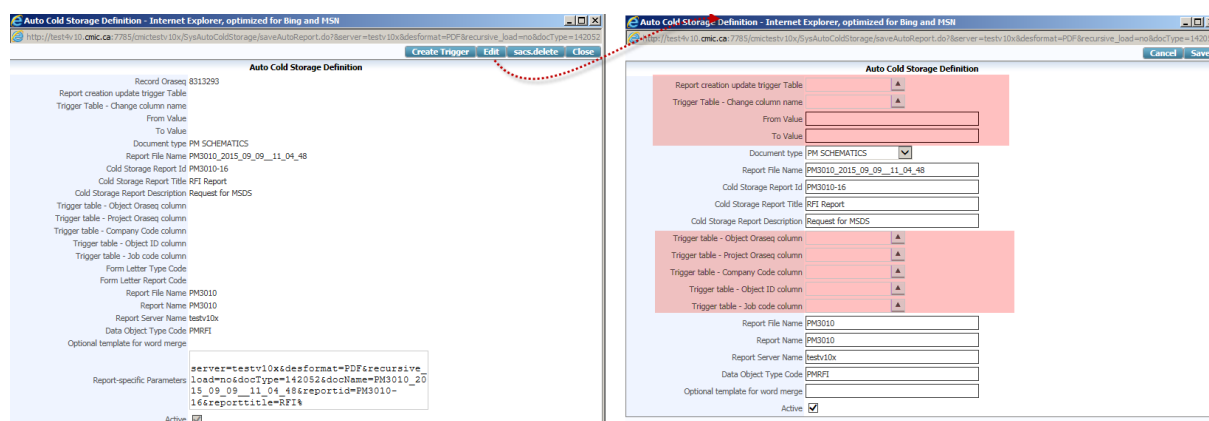 Auto Cold Storage Definition - Internet Explorer, optimized for Bing and MSN
http://test4v10.cmic.ca:7785/cmictestv10x/SysAutoColdStorage/saveAutoReport.do?&server=testv10x&desformat=PDF&recursive_load=no&docType=142052
Create Trigger Edit sacs.delete Close
Auto Cold Storage Definition
Record Oraseq 8313293
Report creation update trigger Table
Trigger Table - Change column name
From Value
To Value
Document type PM SCHEMATICS
Report File Name PM3010_2015_09_09__11_04_48
Cold Storage Report Id PM3010-16
Cold Storage Report Title RFI Report
Cold Storage Report Description Request for MSDS
Trigger table - Object Oraseq column
Trigger table - Project Oraseq column
Trigger table - Company Code column
Trigger table - Object ID column
Trigger table - Job code column
Form Letter Type Code
Form Letter Report Code
Report File Name PM3010
Report Name PM3010
Report Server Name testv10x
Data Object Type Code PMRFI
Optional template for word merge
Report-specific Parameters
server=testv10x&desformat=PDF&recursive_
load=no&docType=142052&docName=PM3010_20
15_09_09__11_04_48&reportid=PM3010-
16&reporttitle=RFI%
Active
Auto Cold Storage Definition - Internet Explorer, optimized for Bing and MSN
http://test4v10.cmic.ca:7785/cmictestv10x/SysAutoColdStorage/saveAutoReport.do?&server=testv10x&desformat=PDF&recursive_load=no&docType=14205
Cancel Save
Auto Cold Storage Definition
Report creation update trigger Table
Trigger Table - Change column name
From Value
To Value
Document type PM SCHEMATICS
Report File Name PM3010_2015_09_09__11_04_48
Cold Storage Report Id PM3010-16
Cold Storage Report Title RFI Report
Cold Storage Report Description Request for MSDS
Trigger table - Object Oraseq column
Trigger table - Project Oraseq column
Trigger table - Company Code column
Trigger table - Object ID column
Trigger table - Job code column
Report File Name PM3010
Report Name PM3010
Report Server Name testv10x
Data Object Type Code PMRFI
Optional template for word merge
Active